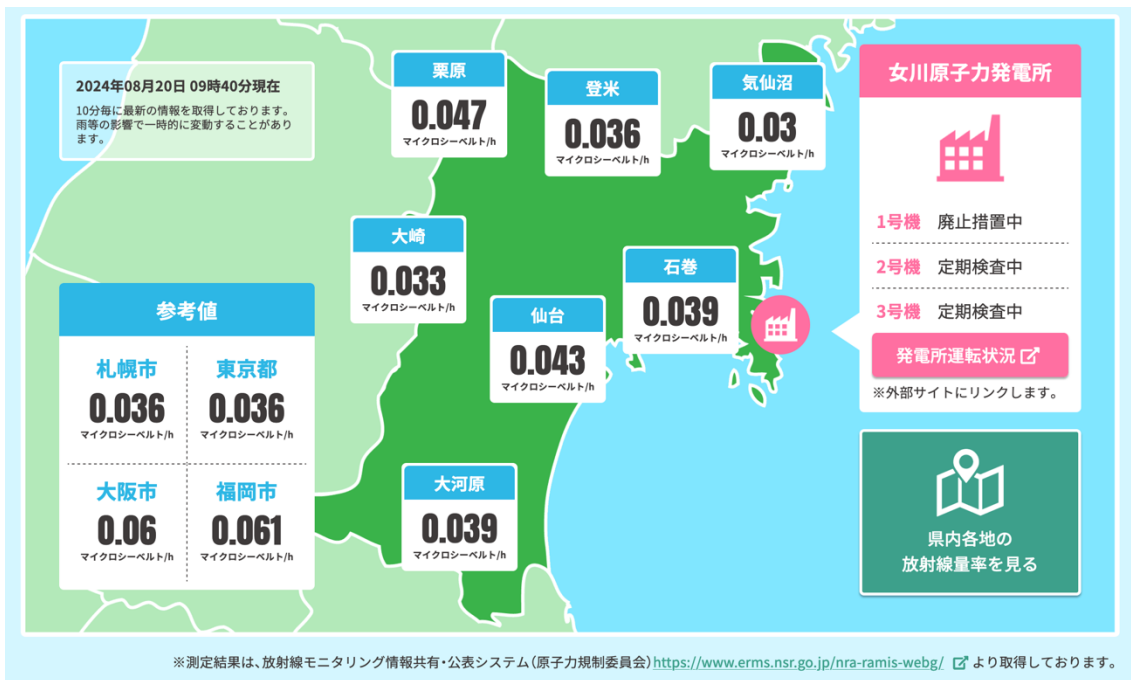 2024年08月20日 09時40分現在
10分毎に最新の情報を取得しております。
雨等の影響で一時的に変動することがあり
ます。
栗原
0.047
マイクロシーベルト/h
登米
0.036
マイクロシーベルト/h
気仙沼
0.03
マイクロシーベルト/h
大崎
0.033
マイクロシーベルト/h
石巻
0.039
マイクロシーベルト/h
仙台
0.043
マイクロシーベルト/h
大河原
0.039
マイクロシーベルト/h
参考値
札幌市
0.036
マイクロシーベルト/h
東京都
0.036
マイクロシーベルト/h
大阪市
0.06
マイクロシーベルト/h
福岡市
0.061
マイクロシーベルト/h
女川原子力発電所
1号機 廃止措置中
2号機 定期検査中
3号機 定期検査中
発電所運転状況
※外部サイトにリンクします。
県内各地の
放射線量率を見る
※測定結果は、放射線モニタリング情報共有・公表システム(原子力規制委員会)https://www.erms.nsr.go.jp/nra-ramis-webg/ より取得しております。